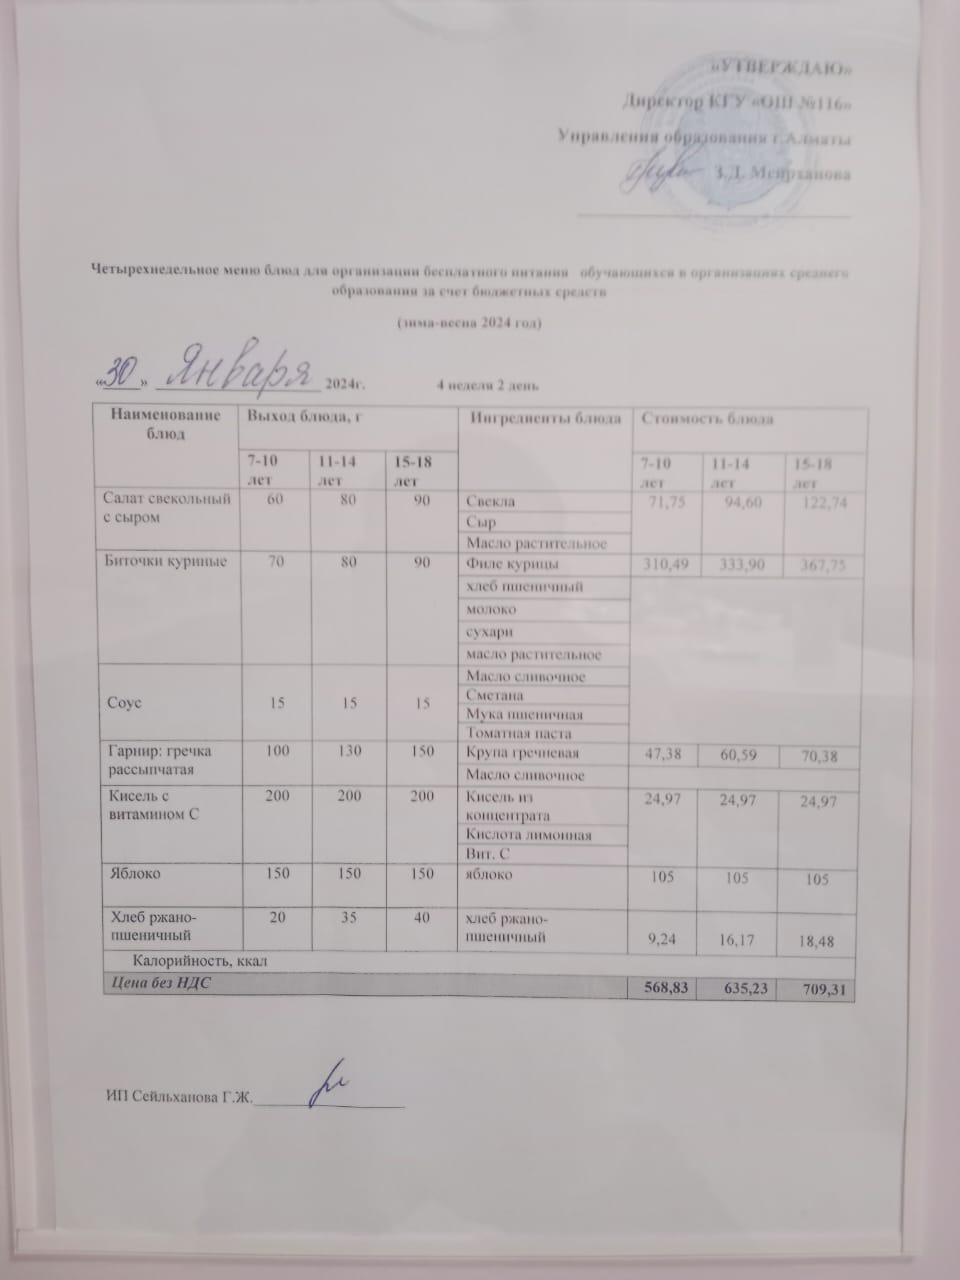 «УТВЕРЖДАЮ»
Директор КГУ «ОШ №116»
Управления образования г.Алматы
З.Д. Меирханова
Четырехнедельное меню блюд для организации бесплатного питания обучающихся в организациях среднего
образования за счет бюджетных средств
(зима-весна 2024 год)
«30» Января 2024г. 4 неделя 2 день
Наименование блюд Выход блюда, г Ингредиенты блюда Стоимость блюда
7-10 лет 11-14 лет 15-18 лет 7-10 лет 11-14 лет 15-18 лет
Салат свекольный с сыром 60 80 90 Свекла 71,75 94,60 122,74
Сыр
Масло растительное
Биточки куриные 70 80 90 Филе курицы 310,49 333,90 367,75
хлеб пшеничный
молоко
сухари
масло растительное
Соус 15 15 15 Масло сливочное
Сметана
Мука пшеничная
Томатная паста
Гарнир: гречка рассыпчатая 100 130 150 Крупа гречневая 47,38 60,59 70,38
Масло сливочное
Кисель с витамином С 200 200 200 Кисель из концентрата 24,97 24,97 24,97
Кислота лимонная
Вит. С
Яблоко 150 150 150 яблоко 105 105 105
Хлеб ржано-пшеничный 20 35 40 хлеб ржано-пшеничный 9,24 16,17 18,48
Калорийность, ккал
Цена без НДС 568,83 635,23 709,31
ИП Сейльханова Г.Ж.